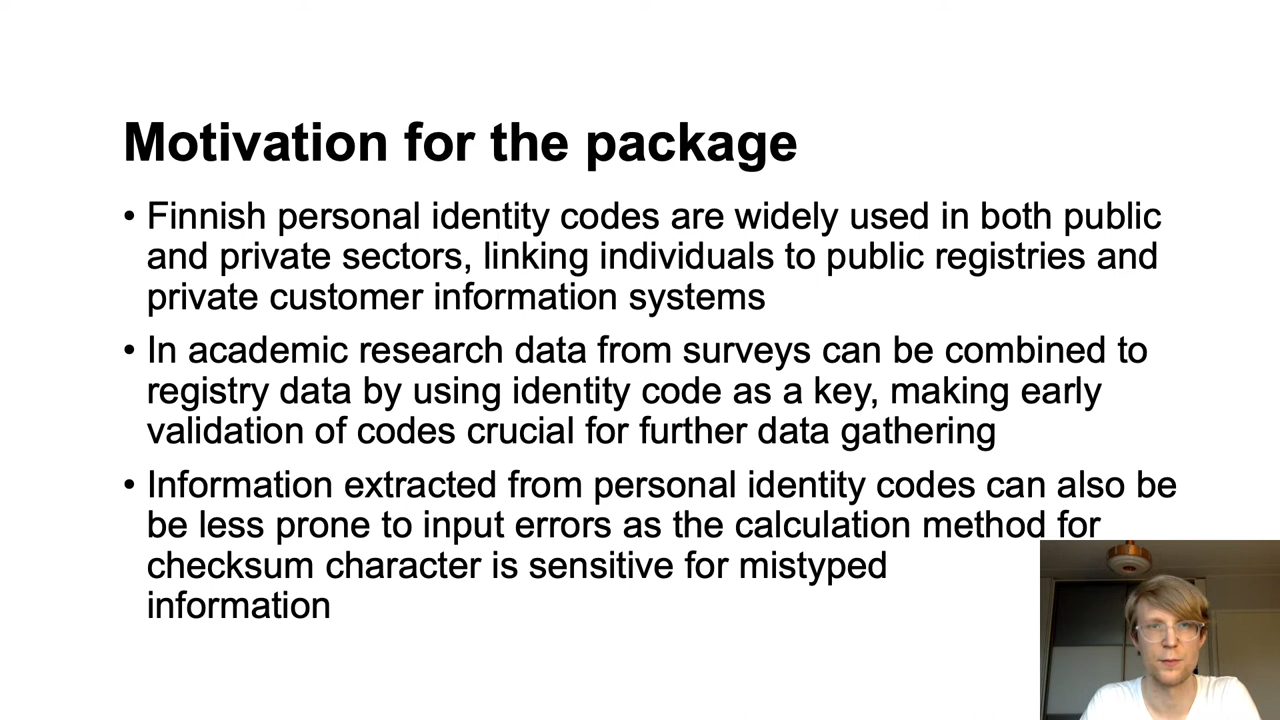 Motivation for the package
• Finnish personal identity codes are widely used in both public
and private sectors, linking individuals to public registries and
private customer information systems
• In academic research data from surveys can be combined to
registry data by using identity code as a key, making early
validation of codes crucial for further data gathering
• Information extracted from personal identity codes can also be
be less prone to input errors as the calculation method for
checksum character is sensitive for mistyped
information